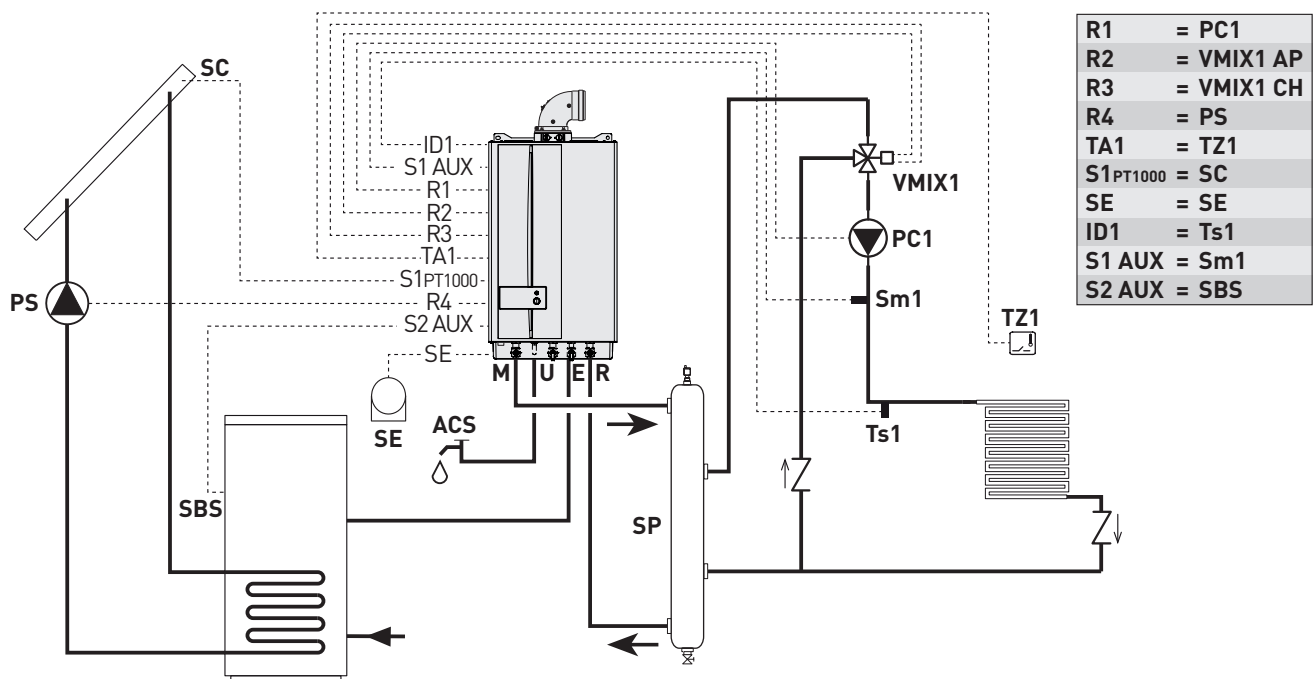 SC
ID1
S1 AUX
R1
R2
R3
TA1
S1PT1000
R4
S2 AUX
SE
PS
SBS
SE
ACS
M U E R
SP
VMIX1
PC1
Sm1
TZ1
Ts1
R1 = PC1
R2 = VMIX1 AP
R3 = VMIX1 CH
R4 = PS
TA1 = TZ1
S1PT1000 = SC
SE = SE
ID1 = Ts1
S1 AUX = Sm1
S2 AUX = SBS